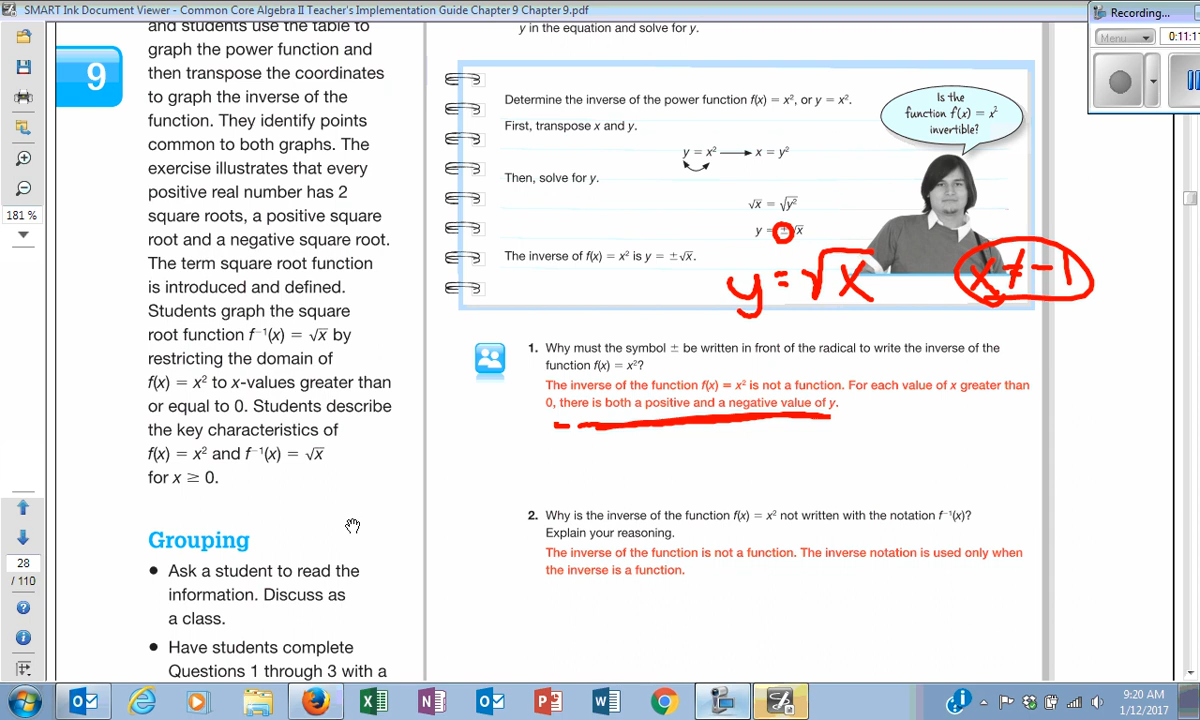 SMART Ink Document Viewer - Common Core Algebra II Teacher's Implementation Guide Chapter 9 Chapter 9.pdf
Recording...
Menu
0:11:1
181 %
28
/ 110
9
and students use the table to
graph the power function and
then transpose the coordinates
to graph the inverse of the
function. They identify points
common to both graphs. The
exercise illustrates that every
positive real number has 2
square roots, a positive square
root and a negative square root.
The term square root function
is introduced and defined.
Students graph the square
root function f⁻¹(x) = √x by
restricting the domain of
f(x) = x² to x-values greater than
or equal to 0. Students describe
the key characteristics of
f(x) = x² and f⁻¹(x) = √x
for x ≥ 0.
Grouping
• Ask a student to read the
information. Discuss as
a class.
• Have students complete
Questions 1 through 3 with a
y in the equation and solve for y.
Determine the inverse of the power function f(x) = x², or y = x².
First, transpose x and y.
y = x² → x = y²
Then, solve for y.
√x = √y²
y = ±√x
The inverse of f(x) = x² is y = ±√x.
Is the
function f(x) = x²
invertible?
y = √x
x ≠ -1
1. Why must the symbol ± be written in front of the radical to write the inverse of the
function f(x) = x²?
The inverse of the function f(x) = x² is not a function. For each value of x greater than
0, there is both a positive and a negative value of y.
2. Why is the inverse of the function f(x) = x² not written with the notation f⁻¹(x)?
Explain your reasoning.
The inverse of the function is not a function. The inverse notation is used only when
the inverse is a function.
9:20 AM
1/12/2017